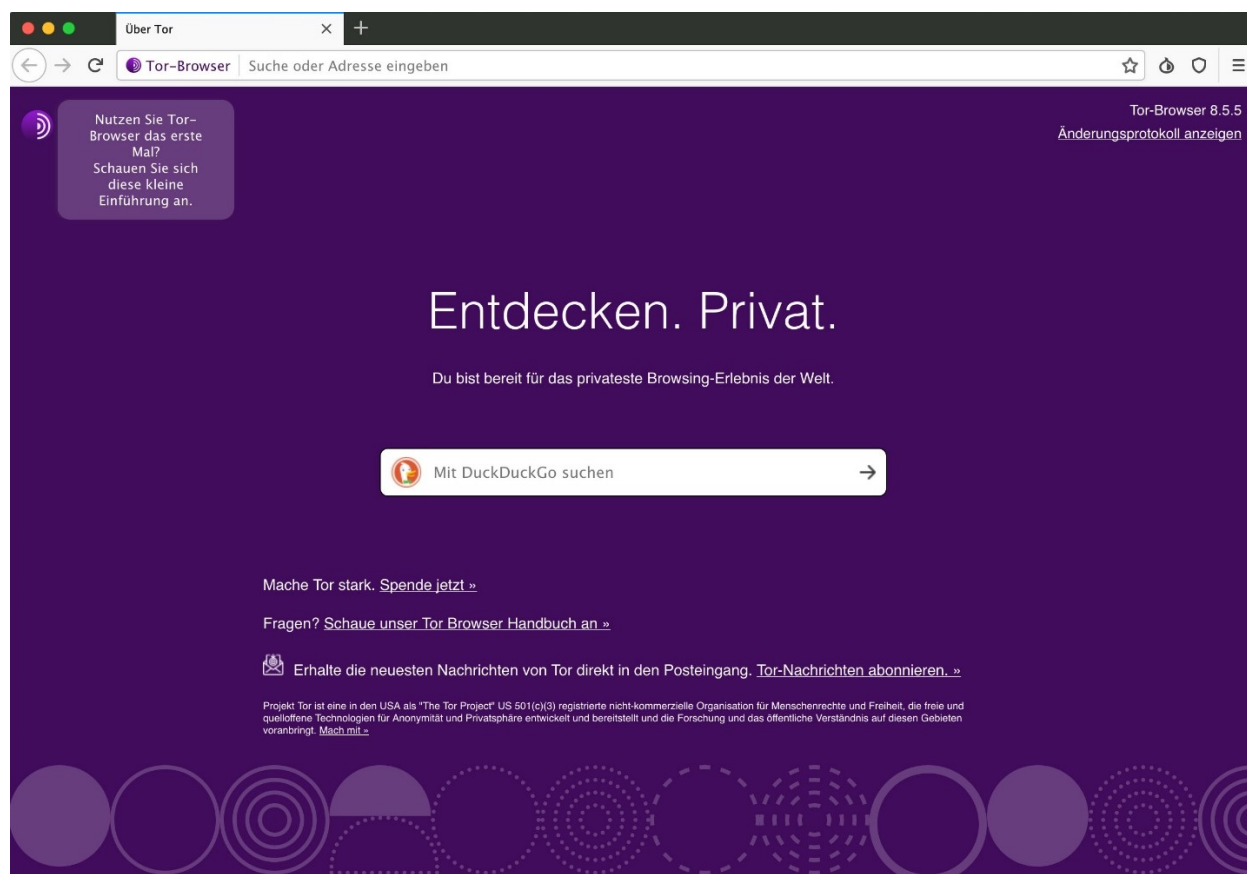 Über Tor
Tor-Browser
Suche oder Adresse eingeben
Nutzen Sie Tor-
Browser das erste
Mal?
Schauen Sie sich
diese kleine
Einführung an.
Tor-Browser 8.5.5
Änderungsprotokoll anzeigen
Entdecken. Privat.
Du bist bereit für das privateste Browsing-Erlebnis der Welt.
Mit DuckDuckGo suchen
Mache Tor stark. Spende jetzt »
Fragen? Schaue unser Tor Browser Handbuch an »
Erhalte die neuesten Nachrichten von Tor direkt in den Posteingang. Tor-Nachrichten abonnieren. »
Projekt Tor ist eine in den USA als "The Tor Project" US 501(c)(3) registrierte nicht-kommerzielle Organisation für Menschenrechte und Freiheit, die freie und
quelloffene Technologien für Anonymität und Privatsphäre entwickelt und bereitstellt und die Forschung und das öffentliche Verständnis auf diesen Gebieten
voranbringt. Mach mit »